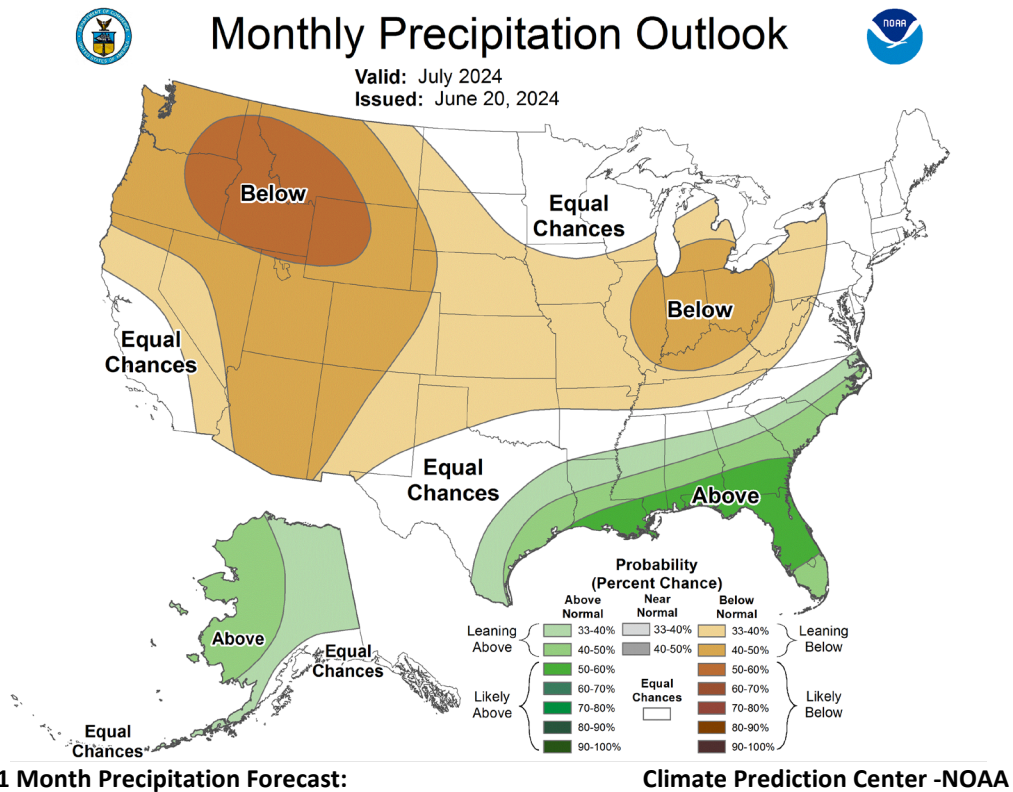 Monthly Precipitation Outlook
NOAA
Valid: July 2024
Issued: June 20, 2024
Below
Equal
Chances
Below
Equal
Chances
Equal
Chances
Above
Above
Equal
Chances
Equal
Chances
Probability
(Percent Chance)
Above
Normal
Near
Normal
Below
Normal
Leaning
Above
33-40%
33-40%
33-40%
Leaning
Below
40-50%
40-50%
40-50%
Likely
Above
50-60%
50-60%
Likely
Below
60-70%
Equal
Chances
60-70%
70-80%
70-80%
80-90%
80-90%
90-100%
90-100%
1 Month Precipitation Forecast: Climate Prediction Center -NOAA